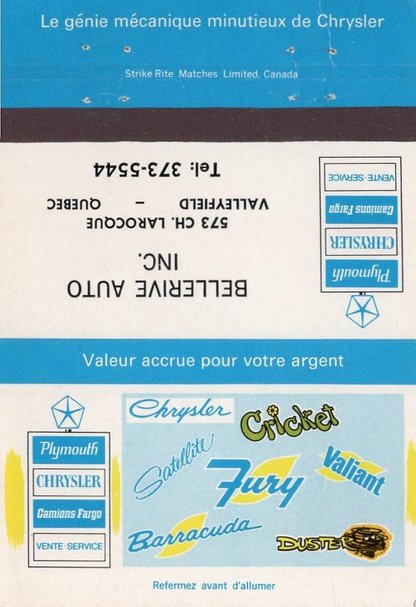 Le génie mécanique minutieux de Chrysler
Strike Rite Matches Limited, Canada
BELLERIVE AUTO
INC.
573 CH. LAROCQUE
VALLEYFIELD - QUEBEC
Tel: 373-5544
Plymouth
CHRYSLER
Camions Fargo
VENTE·SERVICE
Valeur accrue pour votre argent
Plymouth
CHRYSLER
Camions Fargo
VENTE·SERVICE
Chrysler
Cricket
Satellite
Fury
Valiant
Barracuda
DUSTER
Refermez avant d'allumer